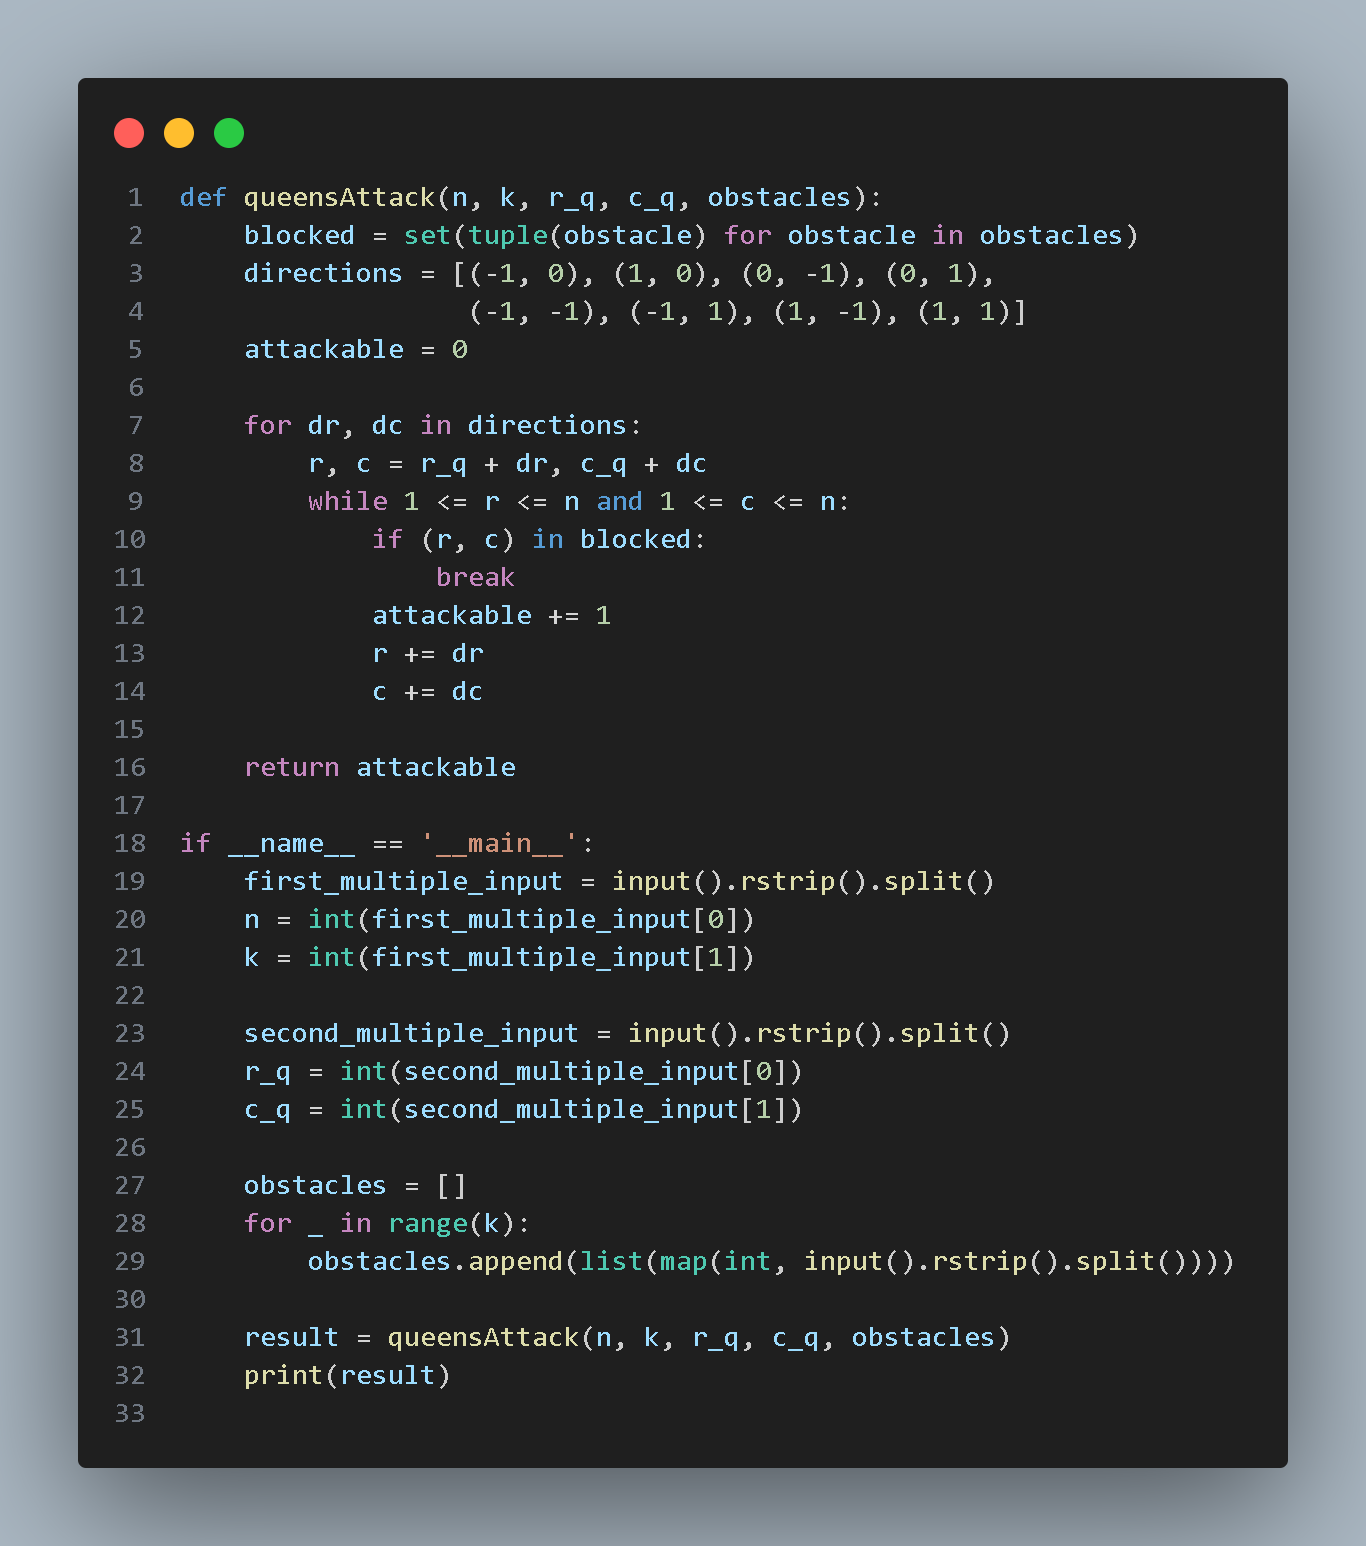 1 def queensAttack(n, k, r_q, c_q, obstacles):
2     blocked = set(tuple(obstacle) for obstacle in obstacles)
3     directions = [(-1, 0), (1, 0), (0, -1), (0, 1),
4                   (-1, -1), (-1, 1), (1, -1), (1, 1)]
5     attackable = 0
6
7     for dr, dc in directions:
8         r, c = r_q + dr, c_q + dc
9         while 1 <= r <= n and 1 <= c <= n:
10             if (r, c) in blocked:
11                 break
12             attackable += 1
13             r += dr
14             c += dc
15
16     return attackable
17
18 if __name__ == '__main__':
19     first_multiple_input = input().rstrip().split()
20     n = int(first_multiple_input[0])
21     k = int(first_multiple_input[1])
22
23     second_multiple_input = input().rstrip().split()
24     r_q = int(second_multiple_input[0])
25     c_q = int(second_multiple_input[1])
26
27     obstacles = []
28     for _ in range(k):
29         obstacles.append(list(map(int, input().rstrip().split())))
30
31     result = queensAttack(n, k, r_q, c_q, obstacles)
32     print(result)
33